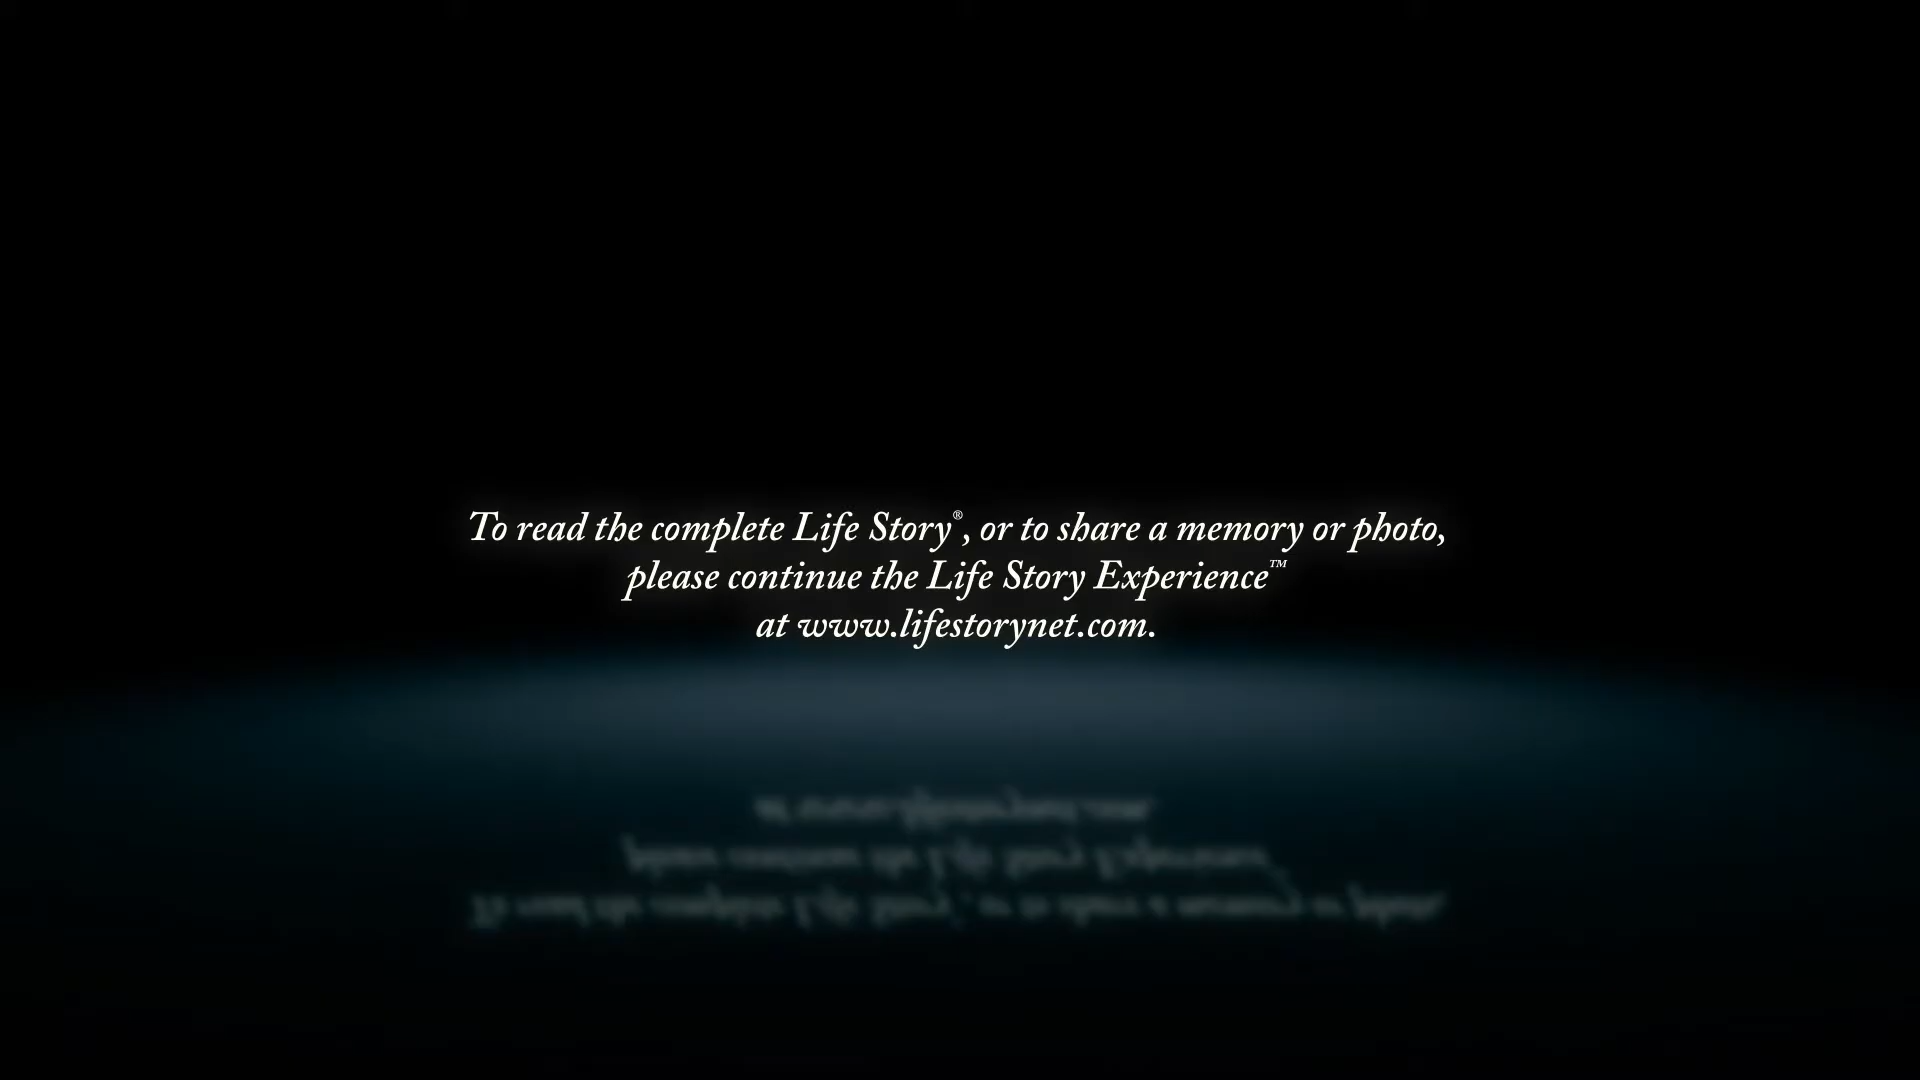 To read the complete Life Story®, or to share a memory or photo,
please continue the Life Story Experience™
at www.lifestorynet.com.